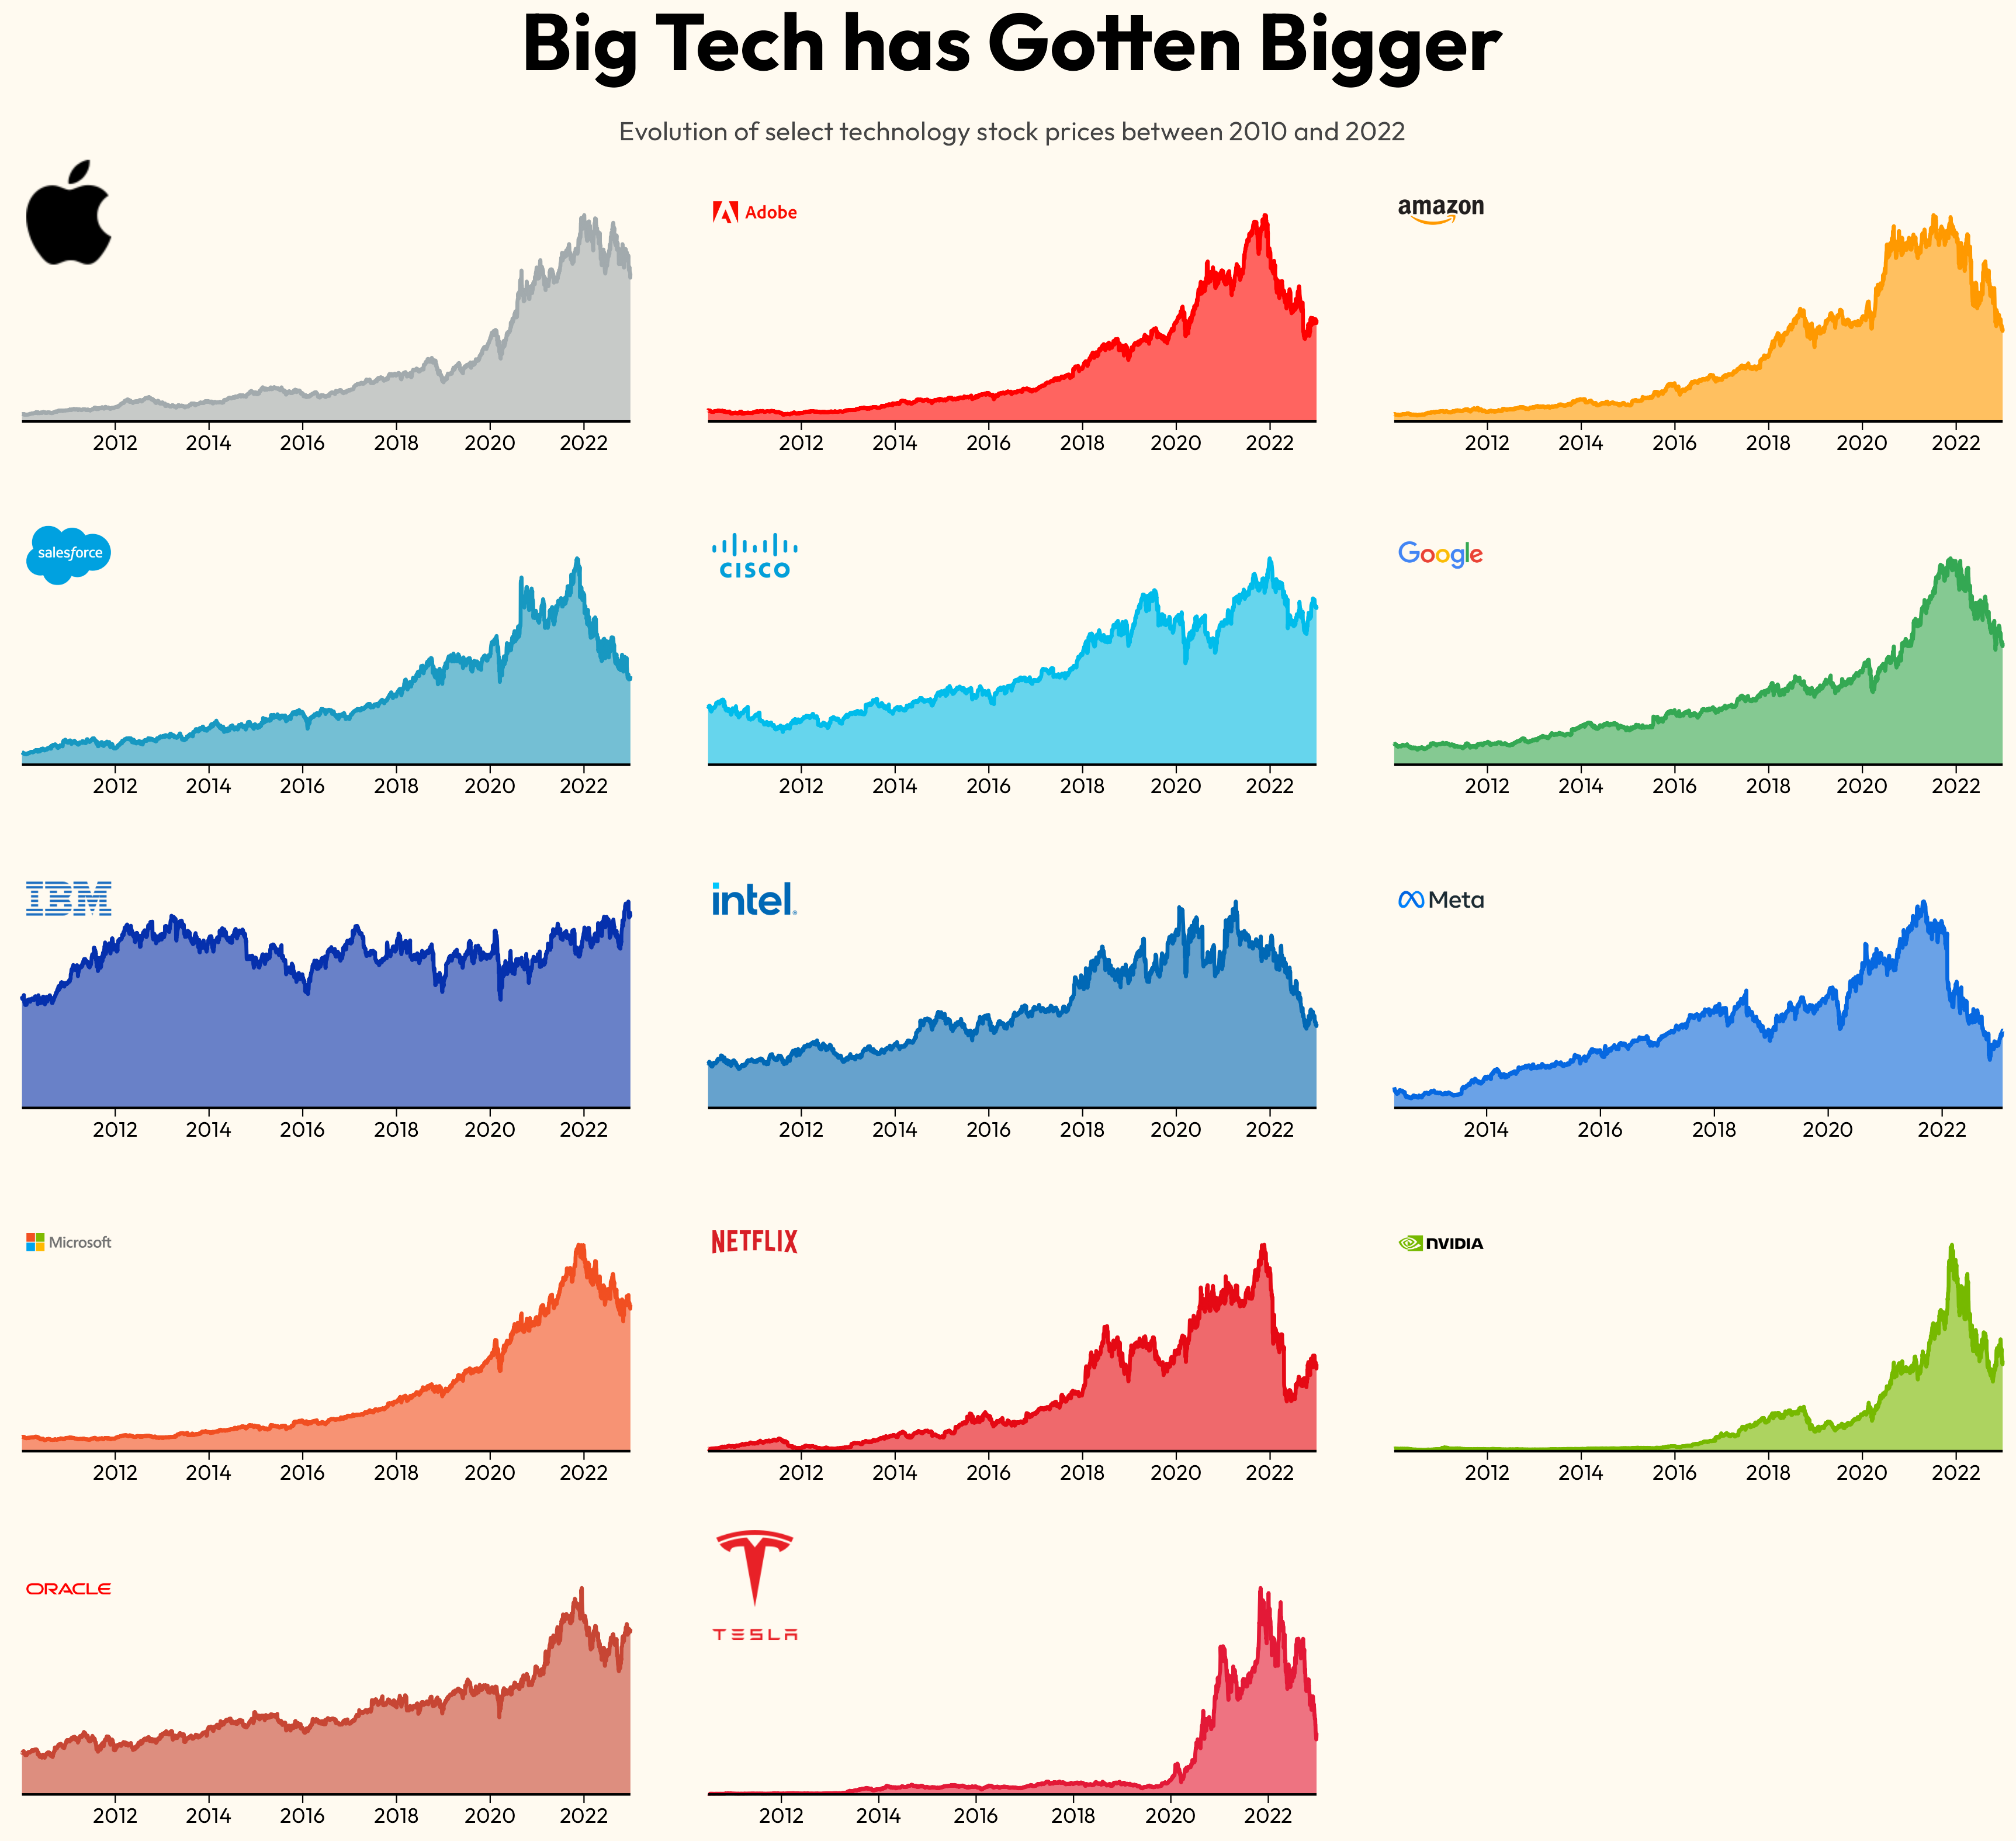 Big Tech has Gotten Bigger
Evolution of select technology stock prices between 2010 and 2022
2012 2014 2016 2018 2020 2022
Adobe
2012 2014 2016 2018 2020 2022
amazon
2012 2014 2016 2018 2020 2022
salesforce
2012 2014 2016 2018 2020 2022
CISCO
2012 2014 2016 2018 2020 2022
Google
2012 2014 2016 2018 2020 2022
IBM
2012 2014 2016 2018 2020 2022
intel
2012 2014 2016 2018 2020 2022
Meta
2014 2016 2018 2020 2022
Microsoft
2012 2014 2016 2018 2020 2022
NETFLIX
2012 2014 2016 2018 2020 2022
NVIDIA
2012 2014 2016 2018 2020 2022
ORACLE
2012 2014 2016 2018 2020 2022
TESLA
2012 2014 2016 2018 2020 2022